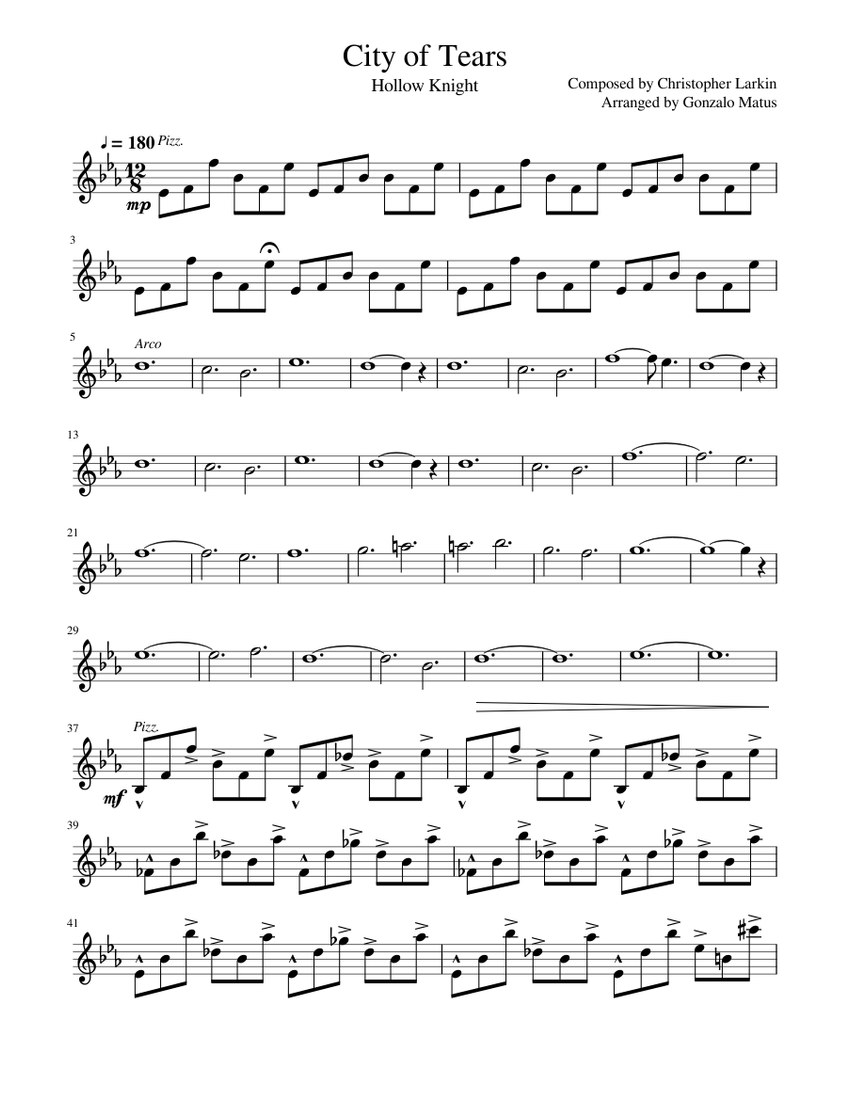 City of Tears
Hollow Knight
Composed by Christopher Larkin
Arranged by Gonzalo Matus
♩ = 180 Pizz.
12
8
mp
3
5
Arco
13
21
29
37
Pizz.
mf
39
41